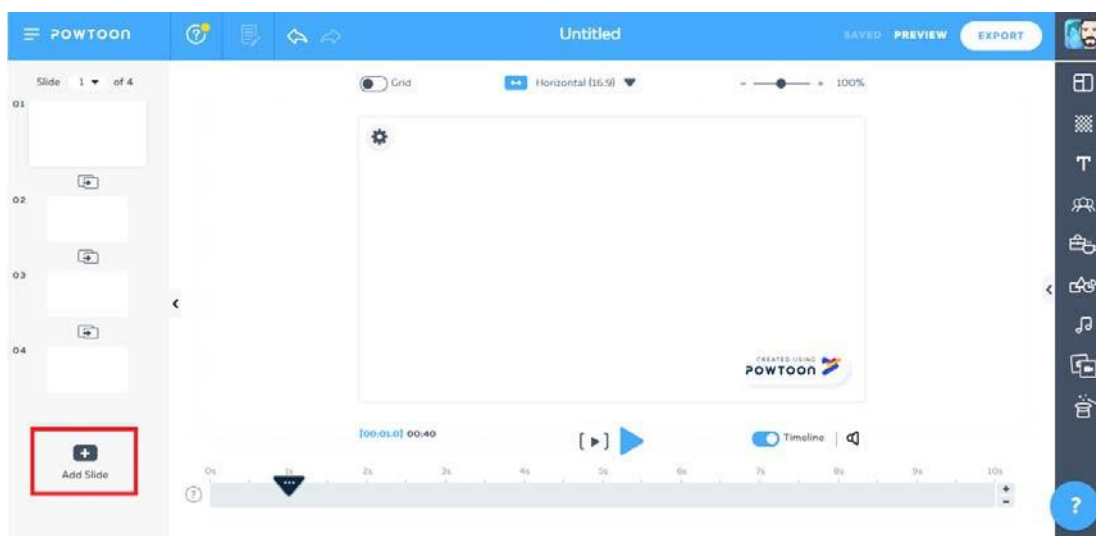 POWTOON
Untitled
SAVED PREVIEW EXPORT
Slide 1 of 4
Grid
Horizontal (16:9)
- + 100%
01
02
03
04
CREATED USING
POWTOON
[00:01.0] 00:40
Timeline
+
Add Slide
0s 1s 2s 3s 4s 5s 6s 7s 8s 9s 10s
?
+
-
?